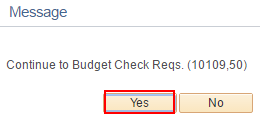 Message
Continue to Budget Check Reqs. (10109,50)
Yes No